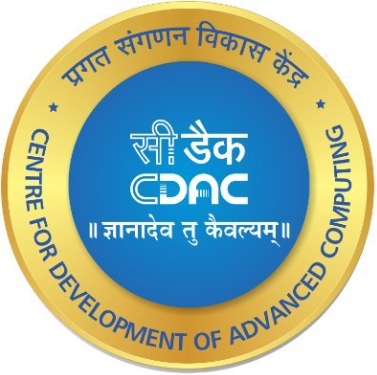 प्रगत संगणन विकास केंद्र
सी डैक
CDAC
॥ ज्ञानादेव तु कैवल्यम् ॥
CENTRE FOR DEVELOPMENT OF ADVANCED COMPUTING